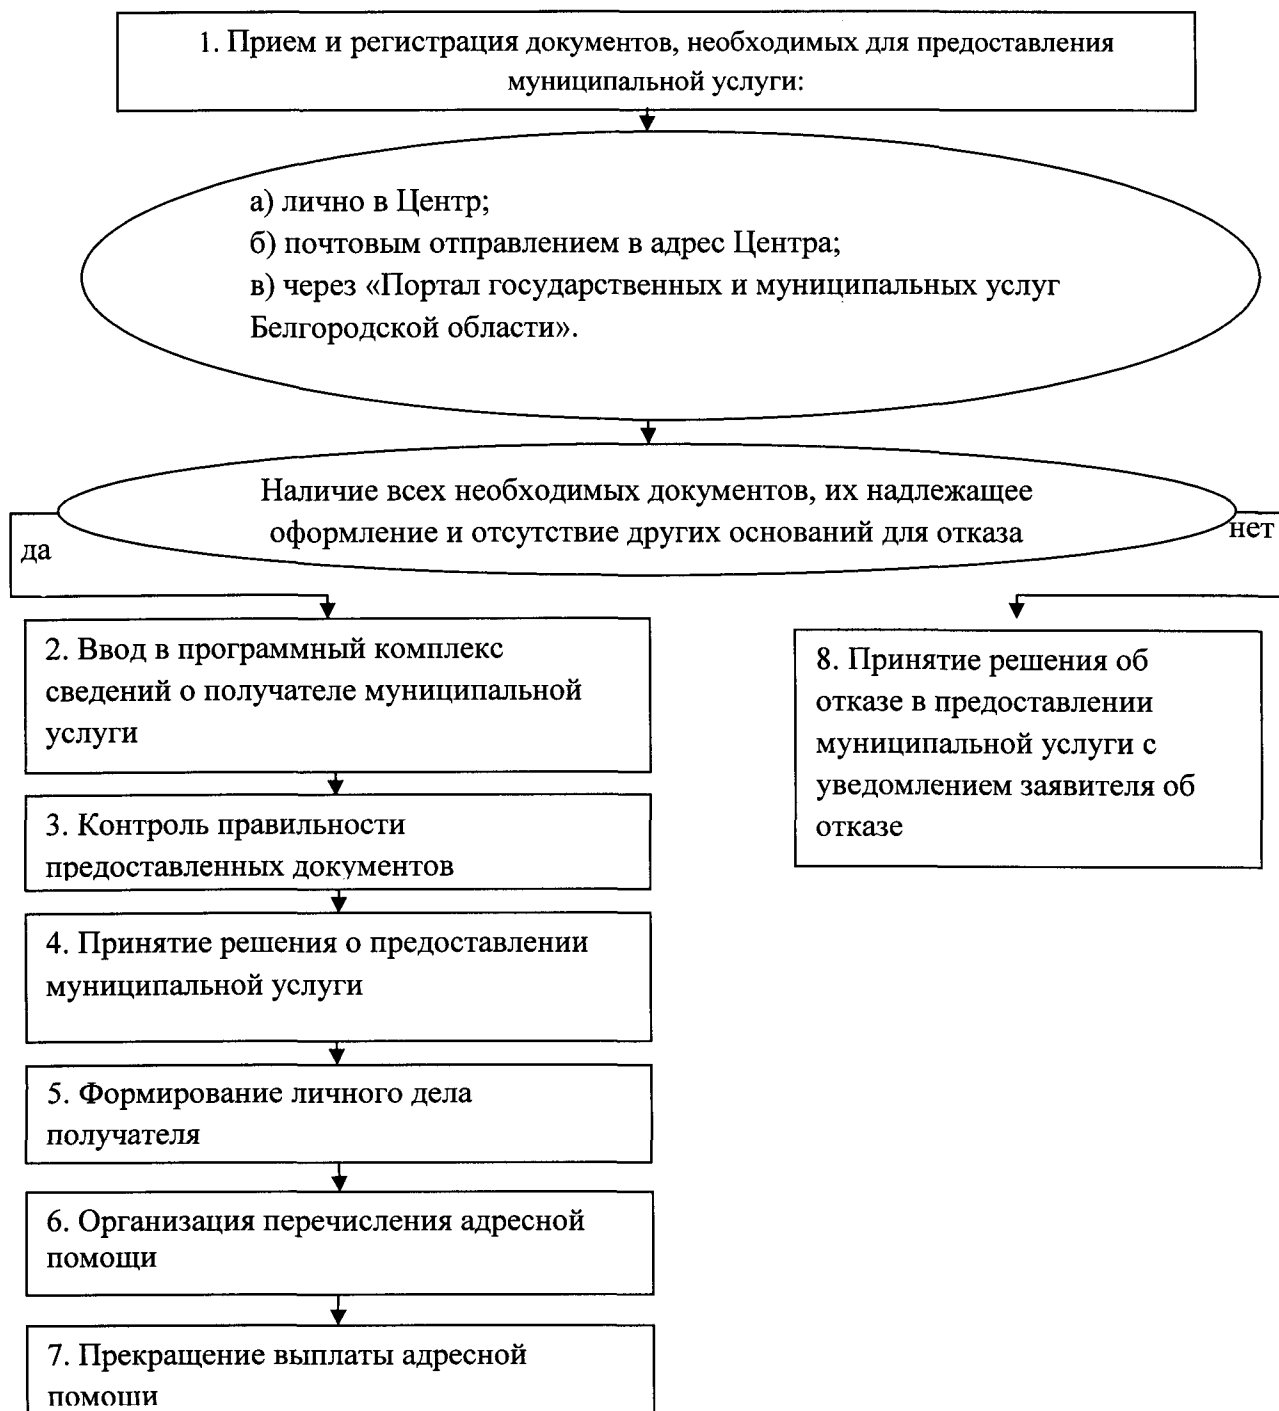 1. Прием и регистрация документов, необходимых для предоставления
муниципальной услуги:
а) лично в Центр;
б) почтовым отправлением в адрес Центра;
в) через «Портал государственных и муниципальных услуг
Белгородской области».
Наличие всех необходимых документов, их надлежащее
оформление и отсутствие других оснований для отказа
да
нет
2. Ввод в программный комплекс
сведений о получателе муниципальной
услуги
3. Контроль правильности
предоставленных документов
4. Принятие решения о предоставлении
муниципальной услуги
5. Формирование личного дела
получателя
6. Организация перечисления адресной
помощи
7. Прекращение выплаты адресной
помощи
8. Принятие решения об
отказе в предоставлении
муниципальной услуги с
уведомлением заявителя об
отказе